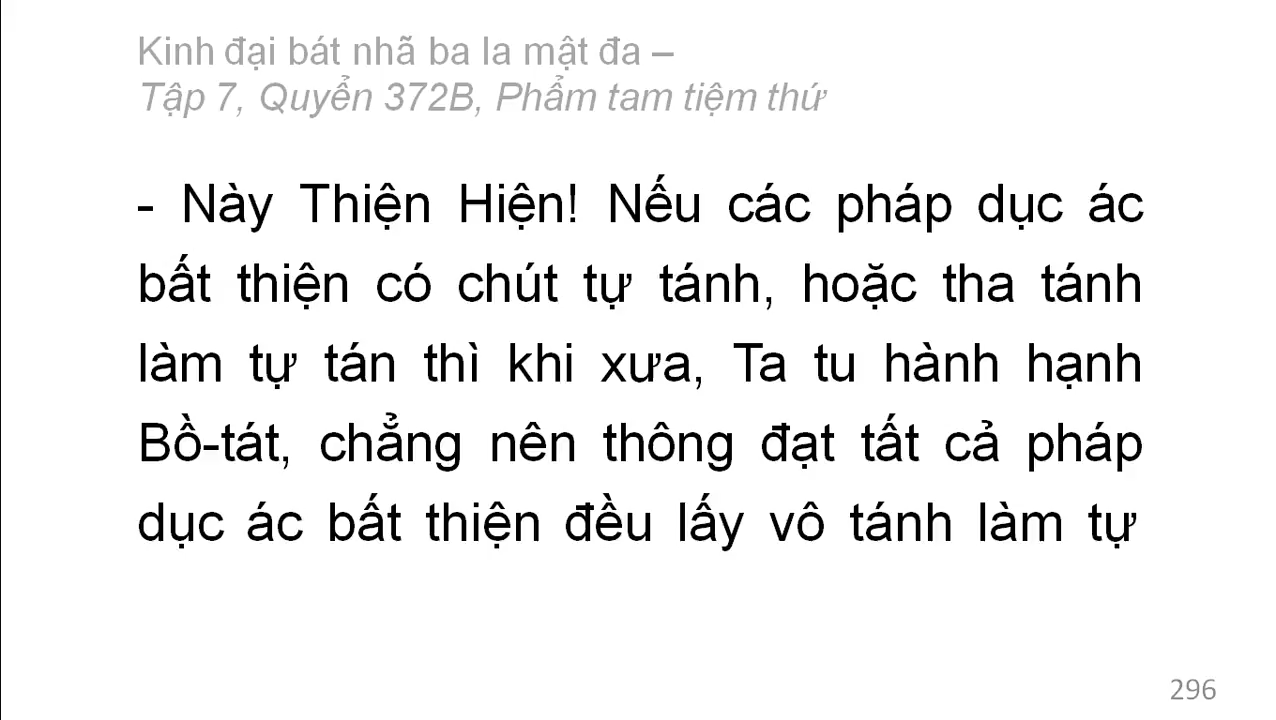 Kinh đại bát nhã ba la mật đa –
Tập 7, Quyển 372B, Phẩm tam tiệm thứ
- Này Thiện Hiện! Nếu các pháp dục ác
bất thiện có chút tự tánh, hoặc tha tánh
làm tự tán thì khi xưa, Ta tu hành hạnh
Bồ-tát, chẳng nên thông đạt tất cả pháp
dục ác bất thiện đều lấy vô tánh làm tự
296